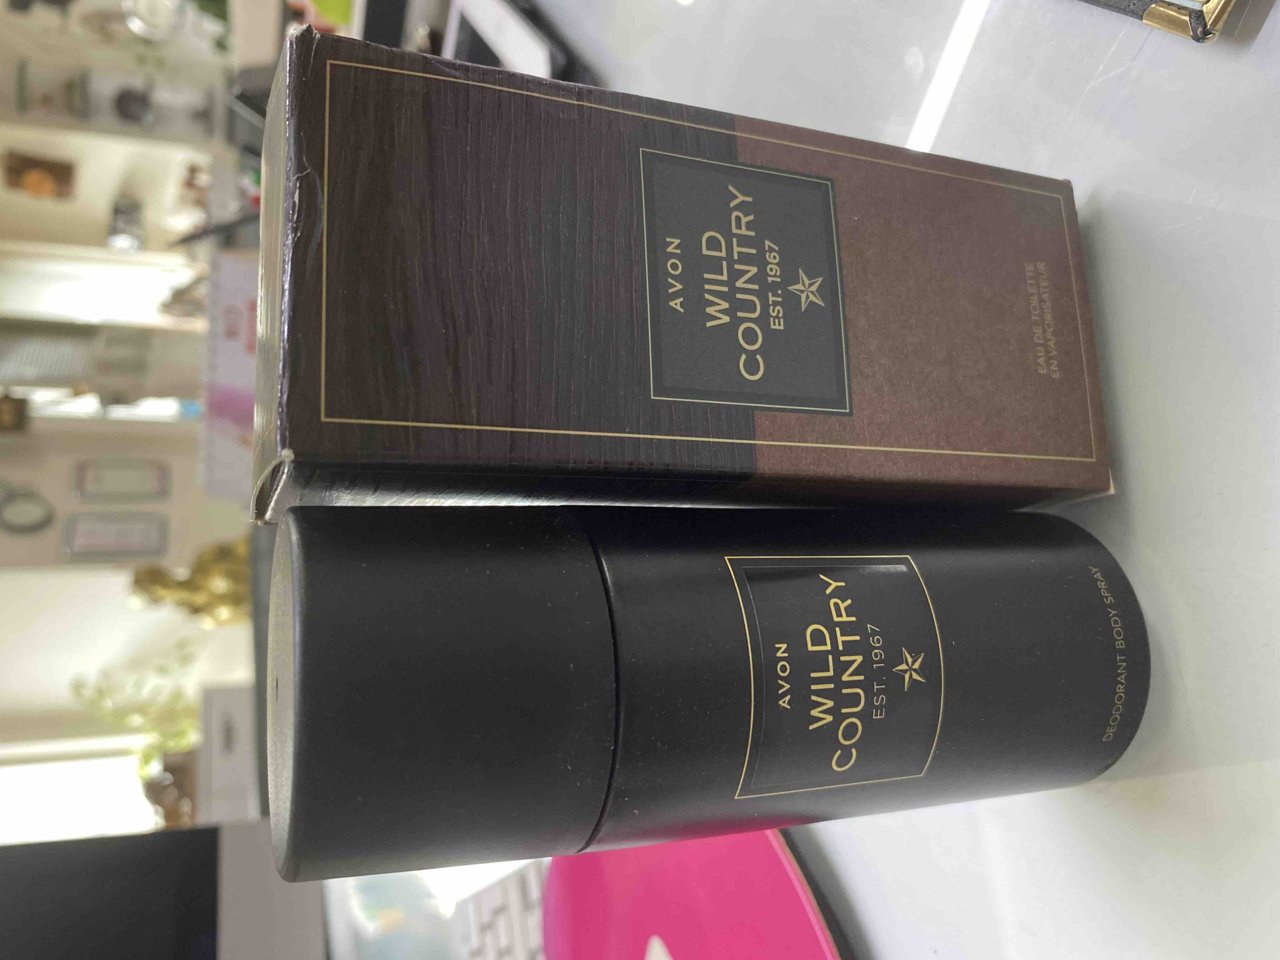 AVON
WILD
COUNTRY
EST. 1967
EAU DE TOILETTE
EN VAPORISATEUR
AVON
WILD
COUNTRY
EST. 1967
DEODORANT BODY SPRAY